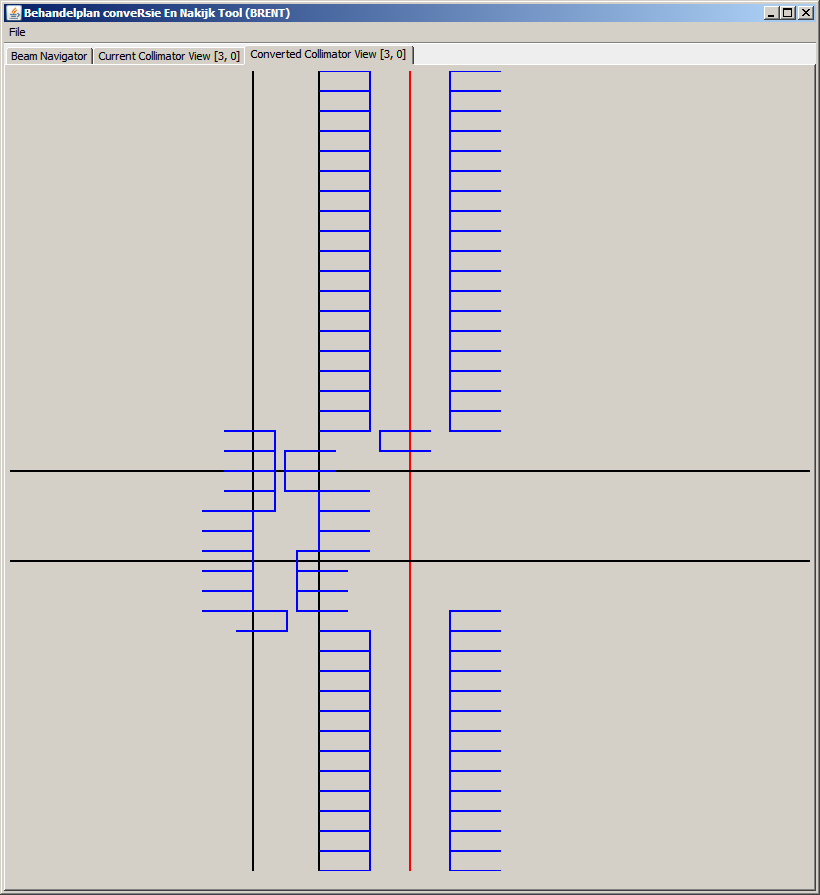 Behandelplan conveRsie En Nakijk Tool (BRENT)
File
Beam Navigator Current Collimator View [3, 0] Converted Collimator View [3, 0]